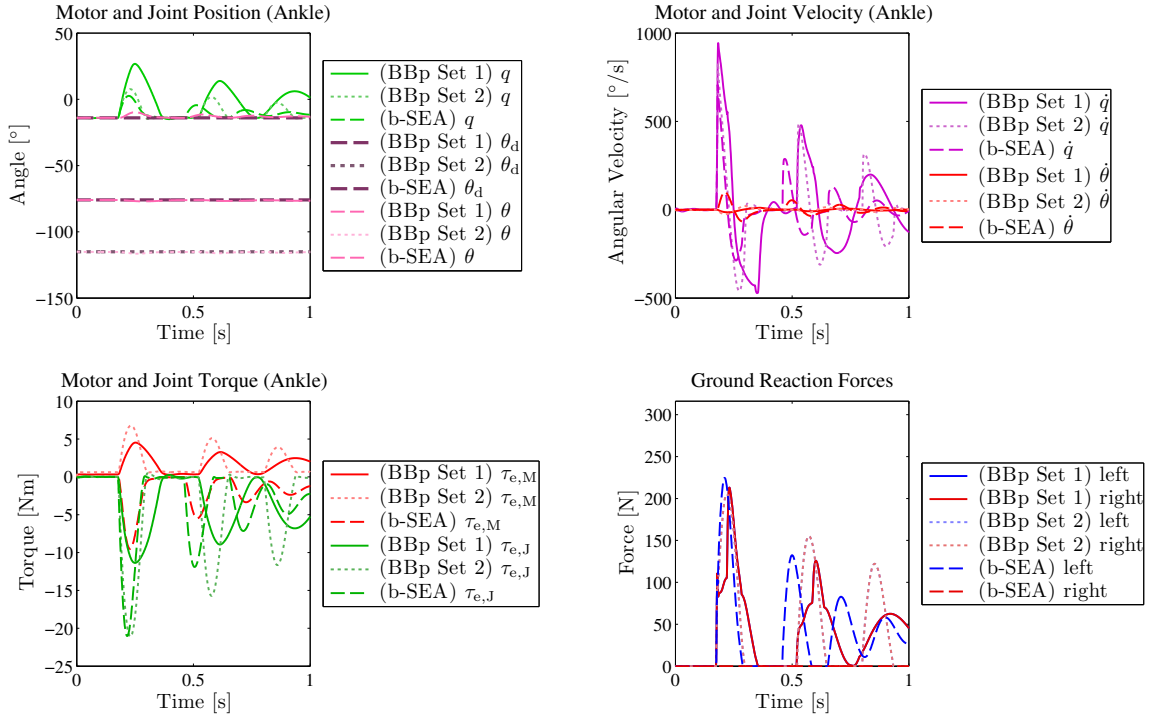 Motor and Joint Position (Ankle)
50
0
−50
−100
−150
0
0.5
1
Angle [°]
Time [s]
(BBp Set 1) q
(BBp Set 2) q
(b-SEA) q
(BBp Set 1) θd
(BBp Set 2) θd
(b-SEA) θd
(BBp Set 1) θ
(BBp Set 2) θ
(b-SEA) θ
Motor and Joint Velocity (Ankle)
1000
500
0
−500
0
0.5
1
Angular Velocity [°/s]
Time [s]
(BBp Set 1) q̇
(BBp Set 2) q̇
(b-SEA) q̇
(BBp Set 1) θ̇
(BBp Set 2) θ̇
(b-SEA) θ̇
Motor and Joint Torque (Ankle)
10
5
0
−5
−10
−15
−20
−25
0
0.5
1
Torque [Nm]
Time [s]
(BBp Set 1) τe,M
(BBp Set 2) τe,M
(b-SEA) τe,M
(BBp Set 1) τe,J
(BBp Set 2) τe,J
(b-SEA) τe,J
Ground Reaction Forces
300
250
200
150
100
50
0
0
0.5
1
Force [N]
Time [s]
(BBp Set 1) left
(BBp Set 1) right
(BBp Set 2) left
(BBp Set 2) right
(b-SEA) left
(b-SEA) right